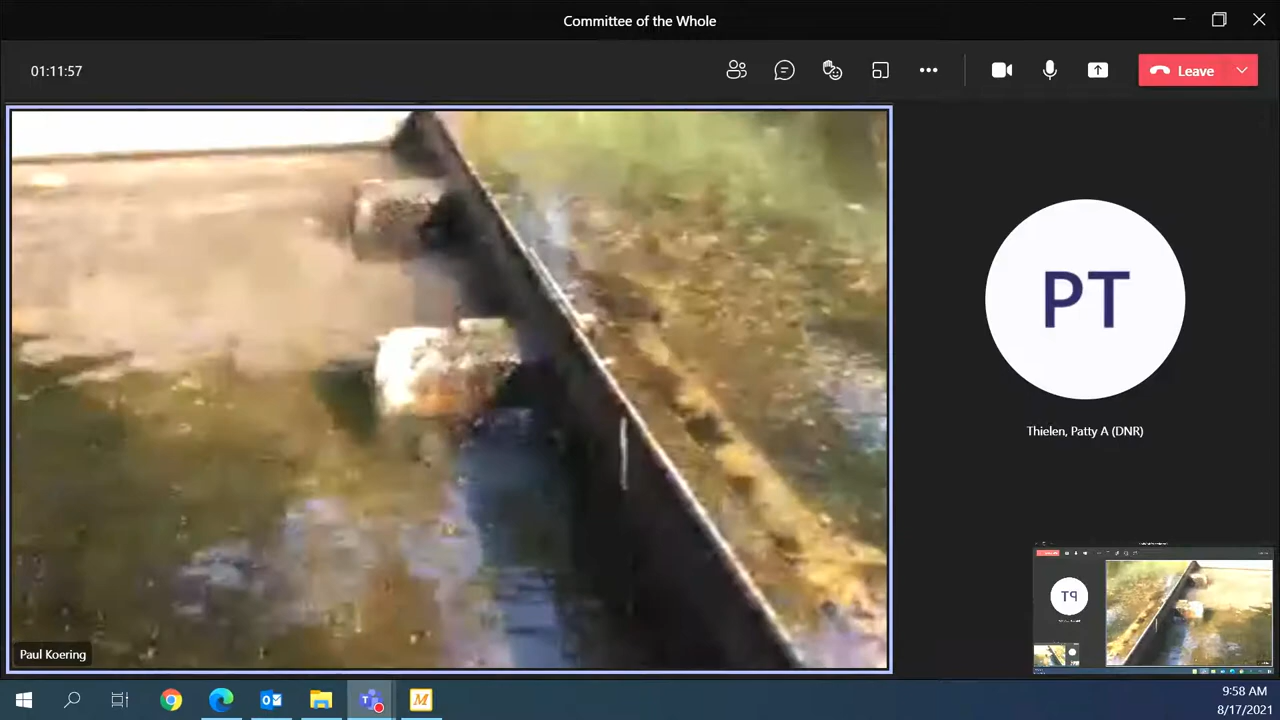 Committee of the Whole
01:11:57
Leave
PT
Thielen, Patty A (DNR)
PT
Paul Koering
9:58 AM
8/17/2021